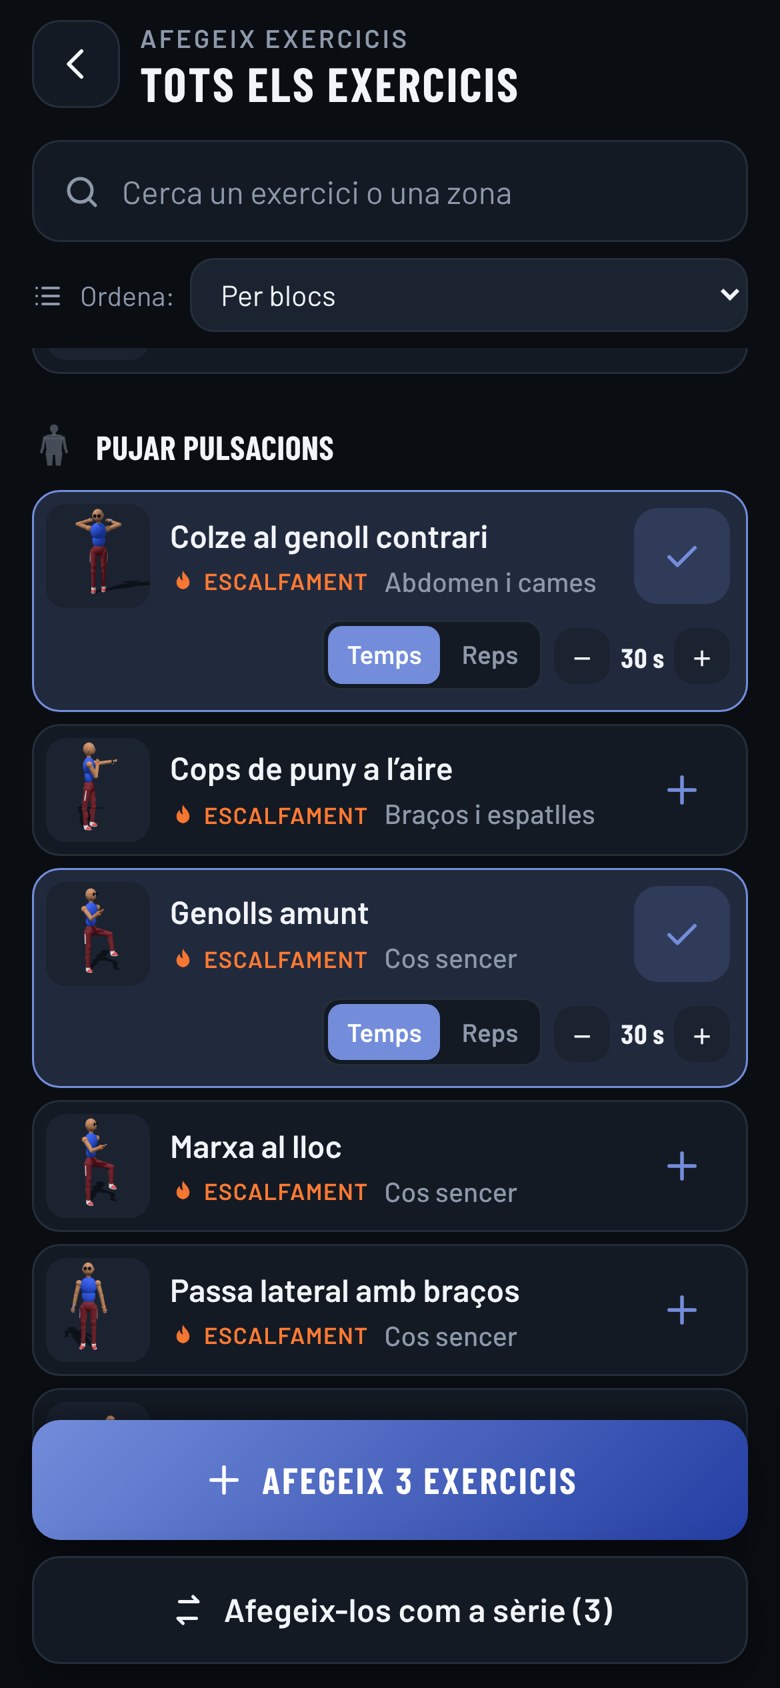 AFEGEIX EXERCICIS
TOTS ELS EXERCICIS
Cerca un exercici o una zona
Ordena: Per blocs
PUJAR PULSACIONS
Colze al genoll contrari
ESCALFAMENT Abdomen i cames
Temps Reps − 30 s +
Cops de puny a l’aire
ESCALFAMENT Braços i espatlles
Genolls amunt
ESCALFAMENT Cos sencer
Temps Reps − 30 s +
Marxa al lloc
ESCALFAMENT Cos sencer
Passa lateral amb braços
ESCALFAMENT Cos sencer
+ AFEGEIX 3 EXERCICIS
Afegeix-los com a sèrie (3)